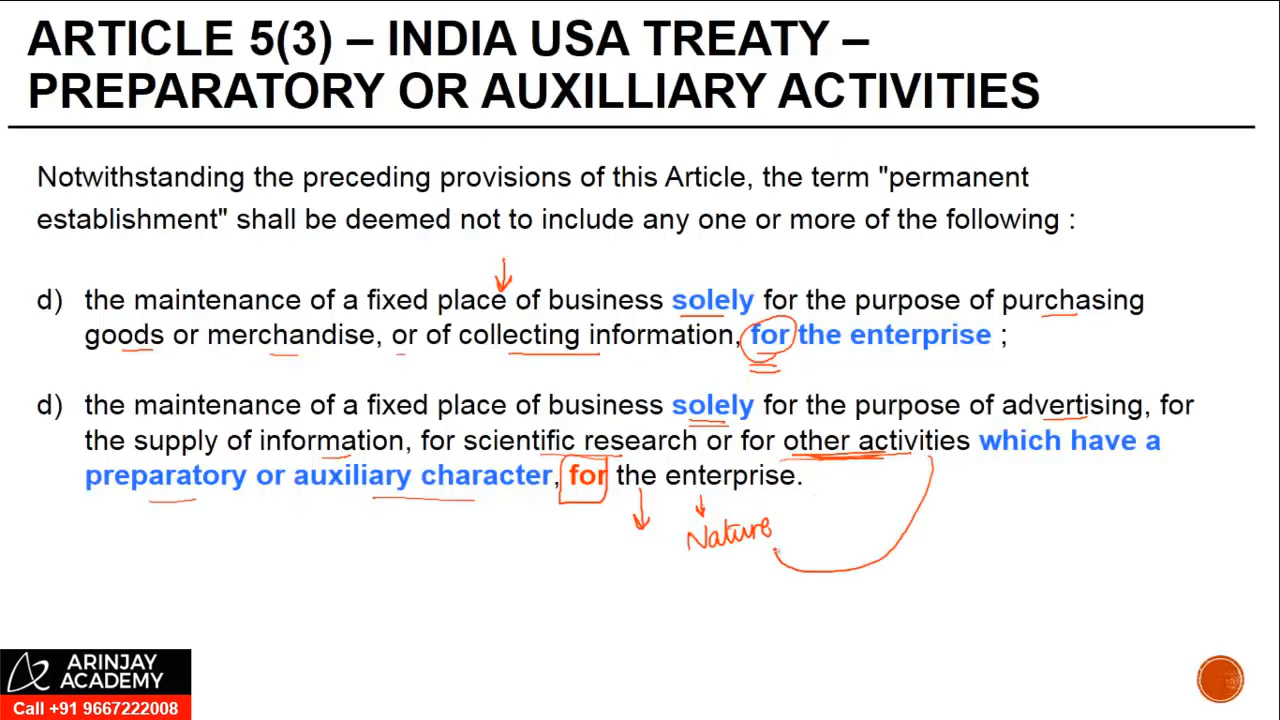 ARTICLE 5(3) – INDIA USA TREATY –
PREPARATORY OR AUXILLIARY ACTIVITIES
Notwithstanding the preceding provisions of this Article, the term "permanent
establishment" shall be deemed not to include any one or more of the following :
d) the maintenance of a fixed place of business solely for the purpose of purchasing
goods or merchandise, or of collecting information, for the enterprise ;
d) the maintenance of a fixed place of business solely for the purpose of advertising, for
the supply of information, for scientific research or for other activities which have a
preparatory or auxiliary character, for the enterprise.
Nature
ARINJAY
ACADEMY
Call +91 9667222008